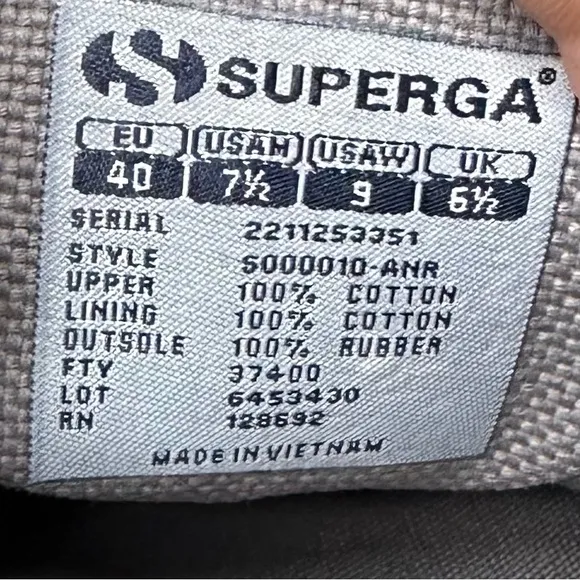 SUPERGA®
EU USAM USAW UK
40 7½ 9 6½
SERIAL 2211253351
STYLE S000010-ANR
UPPER 100% COTTON
LINING 100% COTTON
OUTSOLE 100% RUBBER
FTY 37400
LOT 6453430
RN 128692
MADE IN VIETNAM